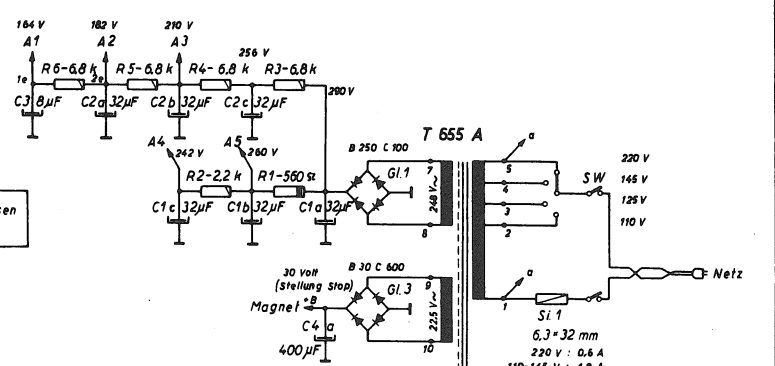 164 V 182 V 210 V
A1 A2 A3
256 V
R6-6,8 k R5-6,8 k R4-6,8 k R3-6,8 k
1e 2e
290 V
C3 8µF C2a 32µF C2b 32µF C2c 32µF
T 655 A
A4 A5 B 250 C 100
242 V 260 V
Gl.1
R2-2,2 k R1-560 Ω
C1c 32µF C1b 32µF C1a 32µF
7
248 V~
8
a
5
4
3
2
SW
220 V
145 V
125 V
110 V
sen
30 Volt
(Stellung Stop)
B 30 C 600
Gl.3
Magnet +B
C4 a
400µF
9
22,5 V~
10
a
1
Netz
Si.1
6,3×32 mm
220 V : 0,6 A